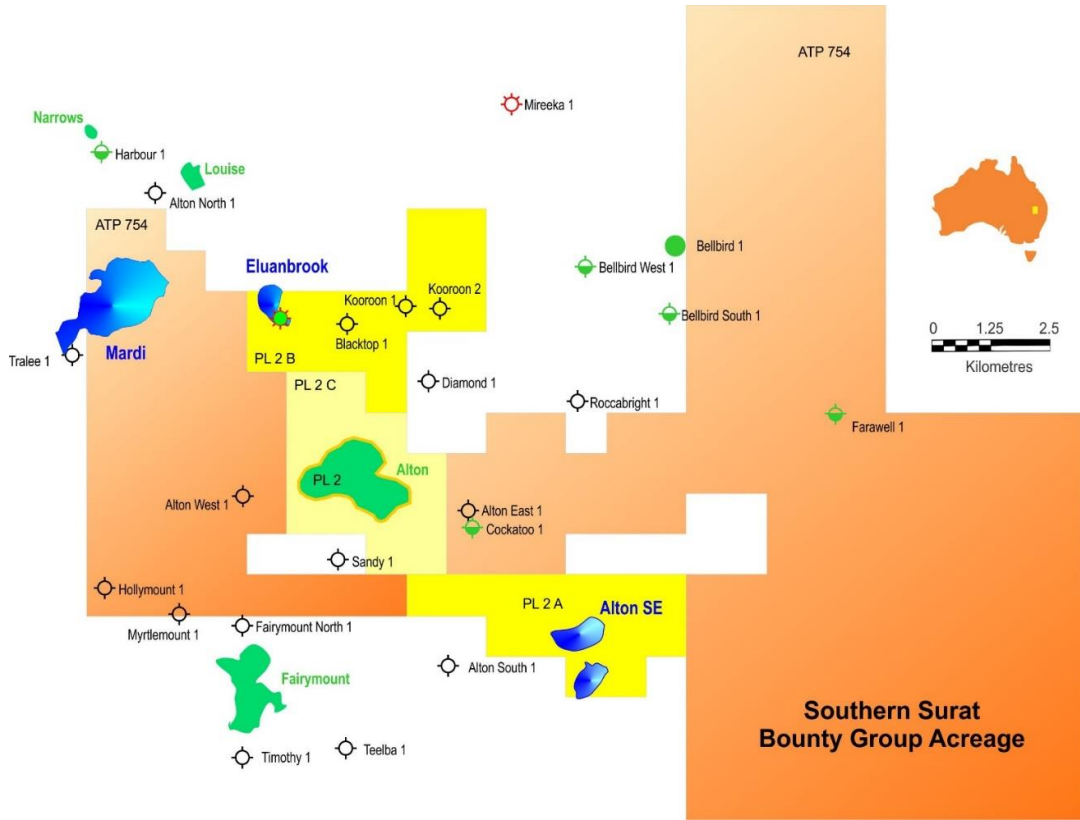 ATP 754
Mireeka 1
Narrows
Harbour 1
Louise
Alton North 1
ATP 754
Bellbird 1
Eluanbrook
Bellbird West 1
Kooroon 1
Kooroon 2
Bellbird South 1
0 1.25 2.5
Kilometres
Blacktop 1
Tralee 1
Mardi
PL 2 B
PL 2 C
Diamond 1
Roccabright 1
Farawell 1
Alton
PL 2
Alton West 1
Alton East 1
Cockatoo 1
Sandy 1
Hollymount 1
PL 2 A
Alton SE
Myrtlemount 1
Fairymount North 1
Alton South 1
Fairymount
Southern Surat
Bounty Group Acreage
Timothy 1
Teelba 1